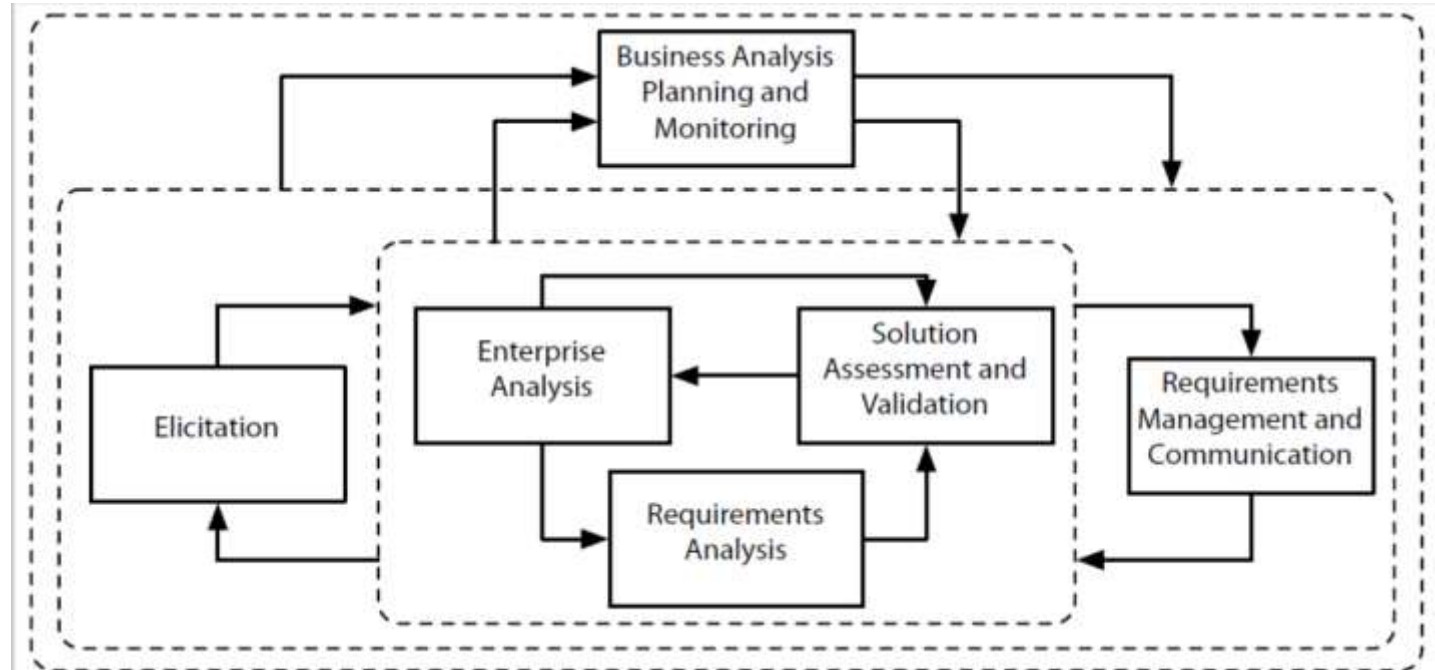 Business Analysis
Planning and
Monitoring
Enterprise
Analysis
Solution
Assessment and
Validation
Elicitation
Requirements
Management and
Communication
Requirements
Analysis